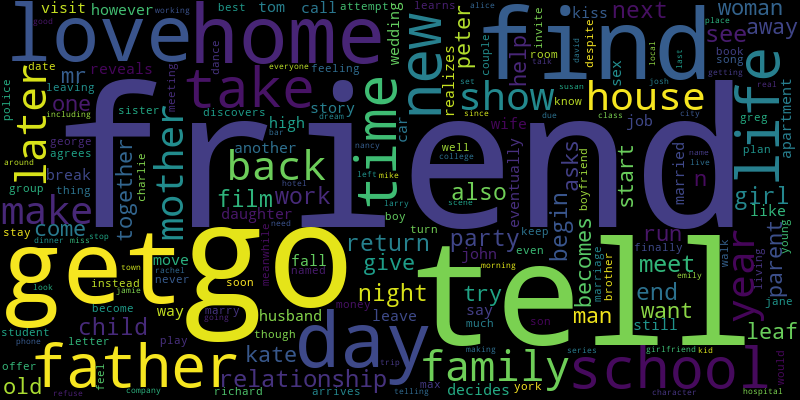 friend
go
tell
get
love
home
find
day
father
school
family
take
make
new
life
time
show
house
back
later
mother
year
film
work
night
party
also
return
give
try
meet
end
want
man
girl
leaf
parent
child
kate
relationship
old
come
one
mr
see
next
woman
away
help
peter
tom
call
kiss
visit
however
best
attempt
wedding
learns
alice
working
good
date
reveals
leaving
police
including
george
agrees
break
group
thing
around
sister
together
charlie
dance
meeting
discovers
everyone
feeling
story
high
another
daughter
hotel
need
dream
bar
nancy
car
boy
left
mike
larry
well
college
scene
wife
realizes
set
since
know
eventually
begin
asks
boyfriend
becomes
marriage
brother
due
susan
class
job
city
start
married
name
live
n
run
finally
still
emily
walk
living
young
jane
like
plan
greg
apartment
real
getting
book
song
place
last
josh
local
david
despite
sex
room
invite
talk
couple
keep
even
john
turn
morning
say
much
son
leave
money
husband
though
fall
named
soon
meanwhile
marry
going
move
rachel
never
way
instead
town
jamie
become
stay
dinner
miss
stop
look
student
phone
letter
play
offer
feel
refuse
company
richard
arrives
trip
max
telling
making
decides
york
series
girlfriend
kid
character
would
hospital